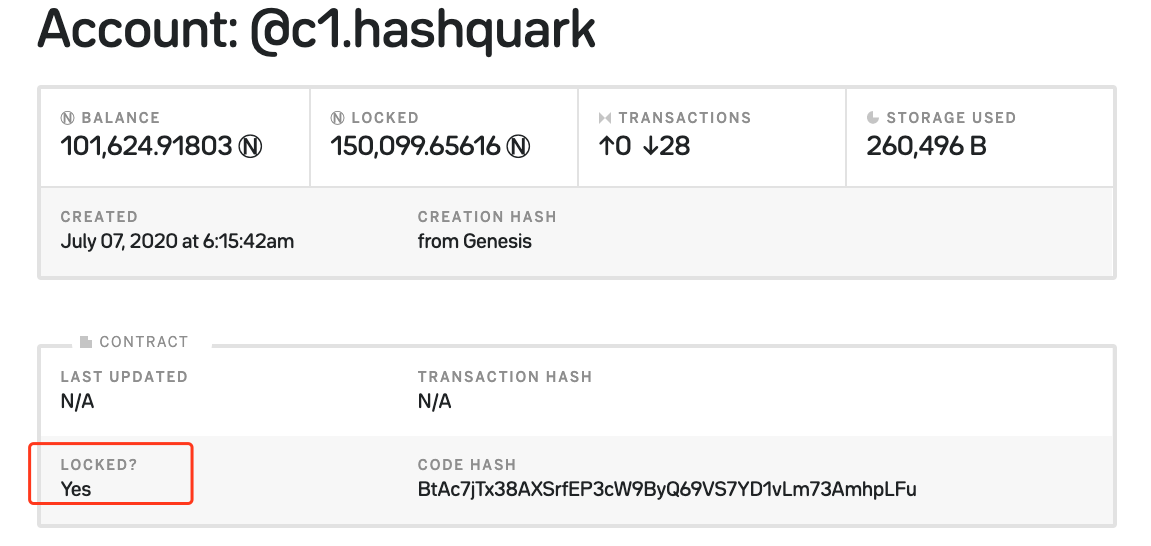 Account: @c1.hashquark
BALANCE LOCKED TRANSACTIONS STORAGE USED
101,624.91803 Ⓝ 150,099.65616 Ⓝ ↑0 ↓28 260,496 B
CREATED CREATION HASH
July 07, 2020 at 6:15:42am from Genesis
CONTRACT
LAST UPDATED TRANSACTION HASH
N/A N/A
LOCKED? CODE HASH
Yes BtAc7jTx38AXSrfEP3cW9ByQ69VS7YD1vLm73AmhpLFu